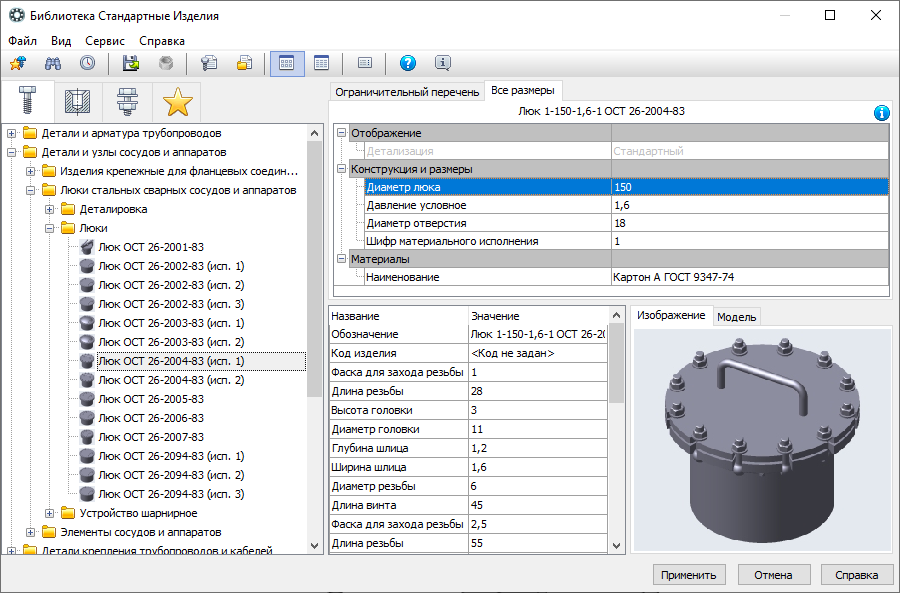 Библиотека Стандартные Изделия
Файл Вид Сервис Справка
Ограничительный перечень Все размеры
Люк 1-150-1,6-1 ОСТ 26-2004-83
Детали и арматура трубопроводов
Детали и узлы сосудов и аппаратов
Изделия крепежные для фланцевых соедин...
Люки стальных сварных сосудов и аппаратов
Деталировка
Люки
Люк ОСТ 26-2001-83
Люк ОСТ 26-2002-83 (исп. 1)
Люк ОСТ 26-2002-83 (исп. 2)
Люк ОСТ 26-2002-83 (исп. 3)
Люк ОСТ 26-2003-83 (исп. 1)
Люк ОСТ 26-2003-83 (исп. 2)
Люк ОСТ 26-2004-83 (исп. 1)
Люк ОСТ 26-2004-83 (исп. 2)
Люк ОСТ 26-2005-83
Люк ОСТ 26-2006-83
Люк ОСТ 26-2007-83
Люк ОСТ 26-2094-83 (исп. 1)
Люк ОСТ 26-2094-83 (исп. 2)
Люк ОСТ 26-2094-83 (исп. 3)
Устройство шарнирное
Элементы сосудов и аппаратов
Детали крепления трубопроводов и кабелей
Отображение
Детализация Стандартный
Конструкция и размеры
Диаметр люка 150
Давление условное 1,6
Диаметр отверстия 18
Шифр материального исполнения 1
Материалы
Наименование Картон А ГОСТ 9347-74
Название Значение
Обозначение Люк 1-150-1,6-1 ОСТ 26-20
Код изделия <Код не задан>
Фаска для захода резьбы 1
Длина резьбы 28
Высота головки 3
Диаметр головки 11
Глубина шлица 1,2
Ширина шлица 1,6
Диаметр резьбы 6
Длина винта 45
Фаска для захода резьбы 2,5
Длина резьбы 55
Изображение Модель
Применить Отмена Справка